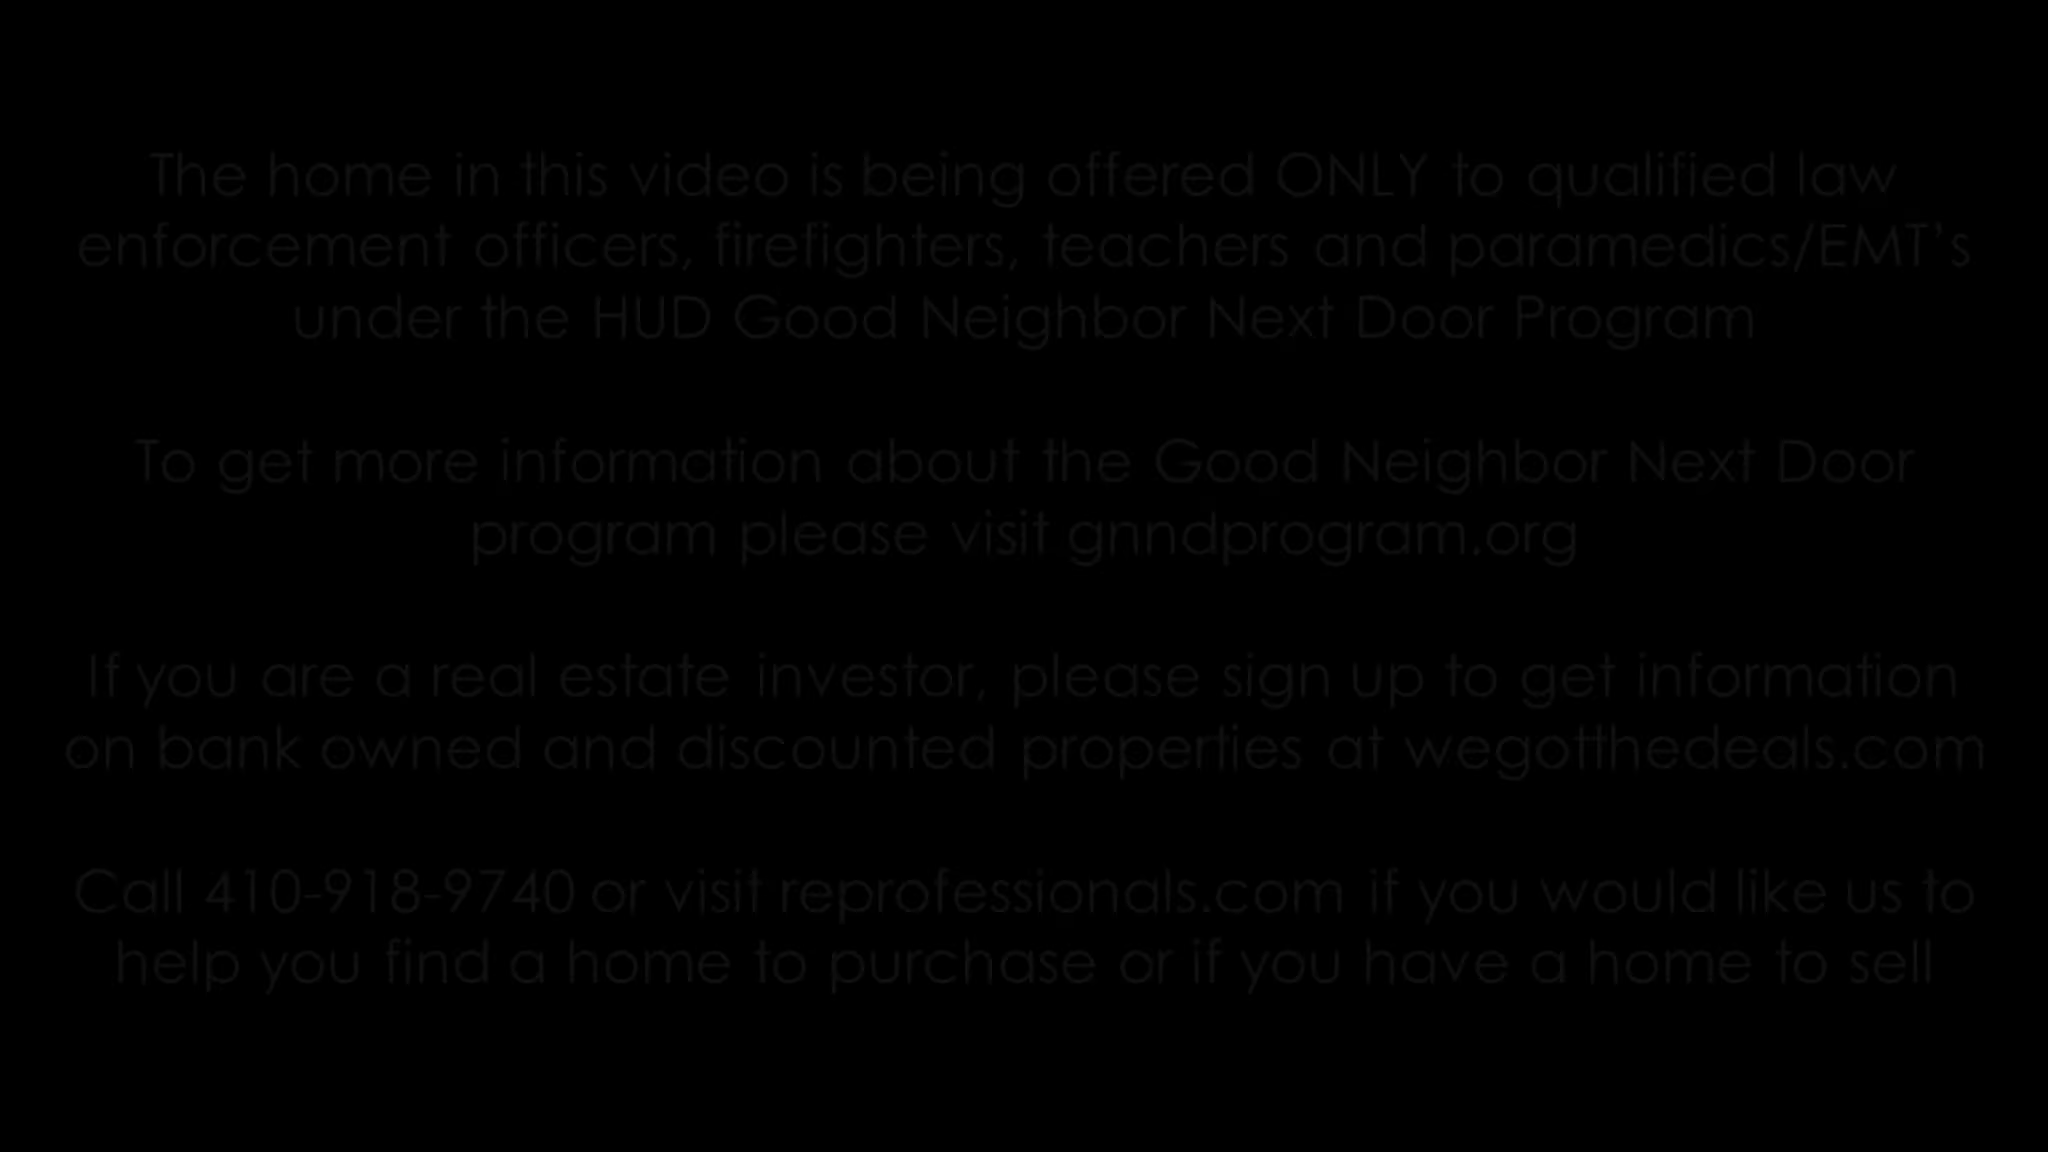 The home in this video is being offered ONLY to qualified law
enforcement officers, firefighters, teachers and paramedics/EMT's
under the HUD Good Neighbor Next Door Program
To get more information about the Good Neighbor Next Door
program please visit gnndprogram.org
If you are a real estate investor, please sign up to get information
on bank owned and discounted properties at wegotthedeals.com
Call 410-918-9740 or visit reprofessionals.com if you would like us to
help you find a home to purchase or if you have a home to sell